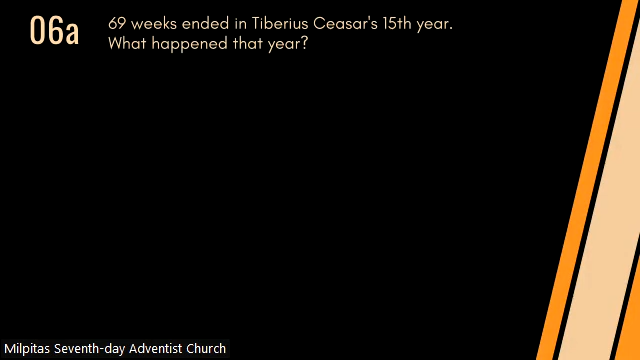 06a
69 weeks ended in Tiberius Ceasar's 15th year.
What happened that year?
Milpitas Seventh-day Adventist Church